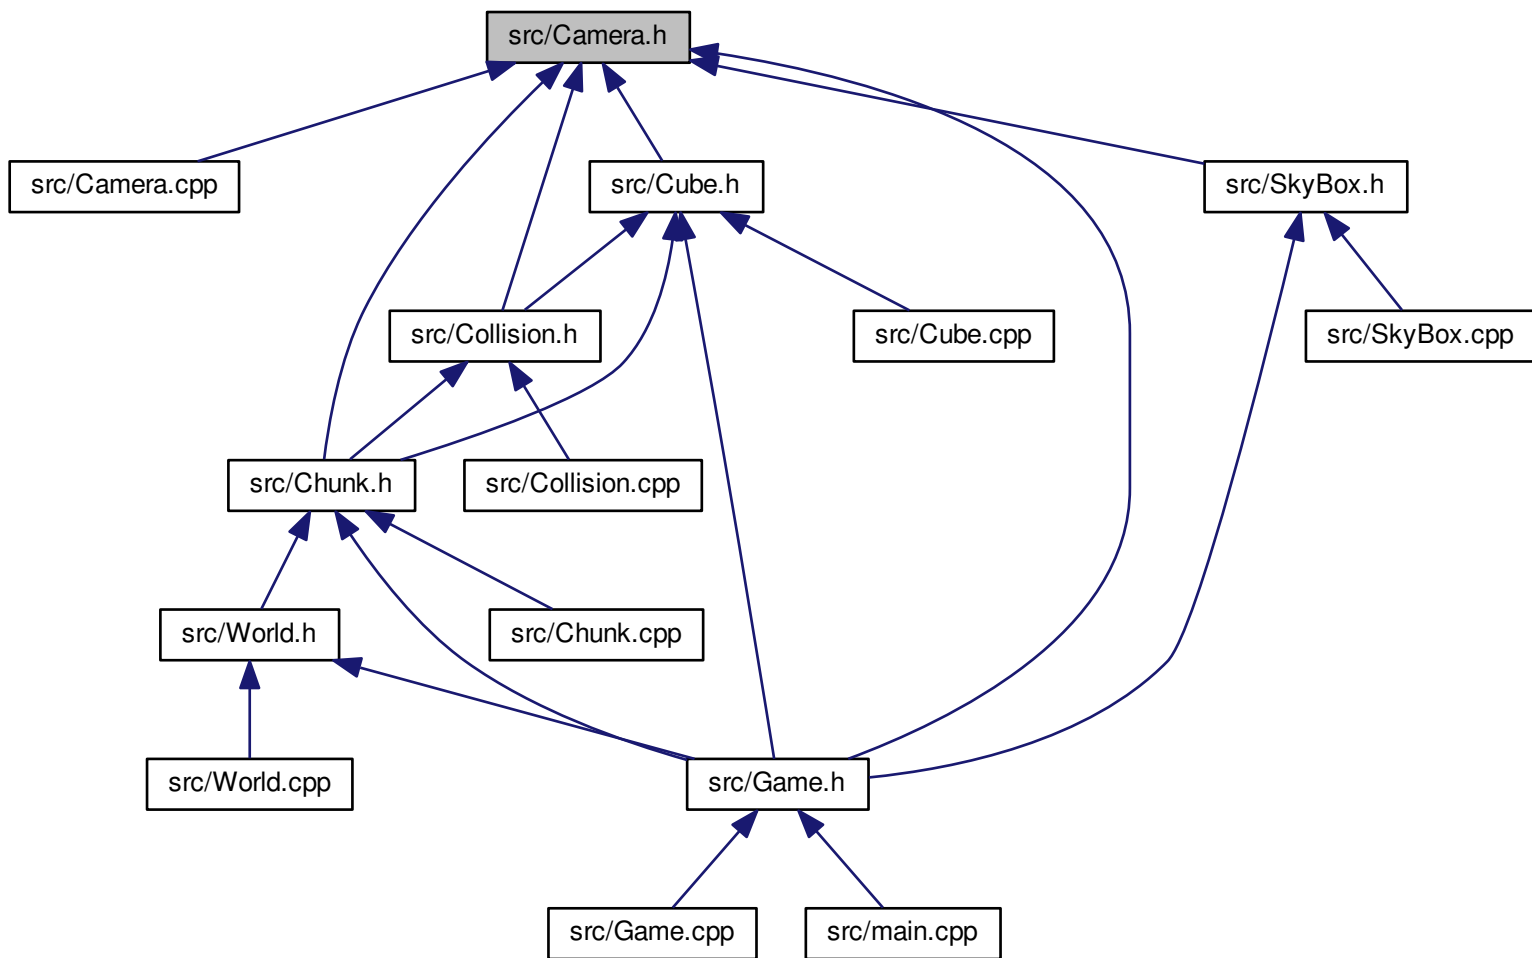 src/Camera.h
src/Camera.cpp
src/Cube.h
src/SkyBox.h
src/Collision.h
src/Cube.cpp
src/SkyBox.cpp
src/Chunk.h
src/Collision.cpp
src/World.h
src/Chunk.cpp
src/World.cpp
src/Game.h
src/Game.cpp
src/main.cpp